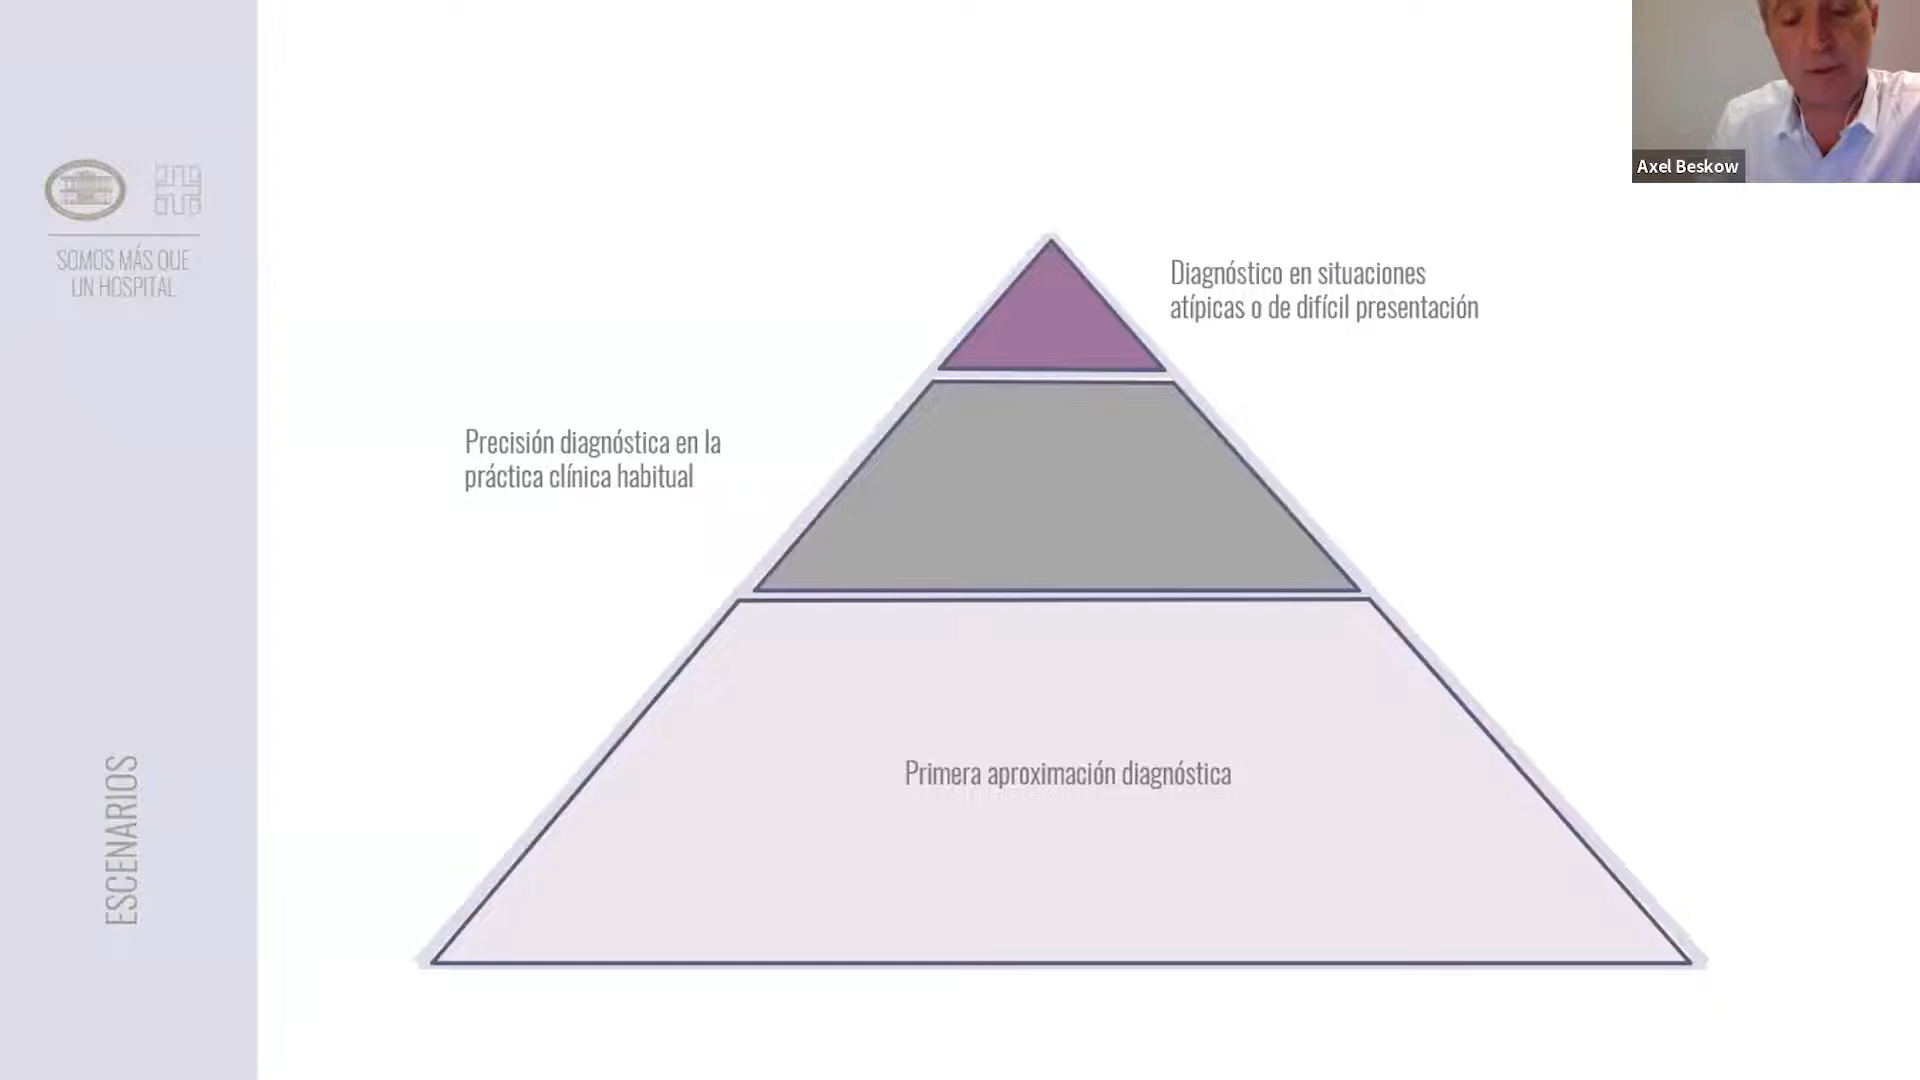 SOMOS MÁS QUE
UN HOSPITAL
ESCENARIOS
Diagnóstico en situaciones
atípicas o de difícil presentación
Precisión diagnóstica en la
práctica clínica habitual
Primera aproximación diagnóstica
Axel Beskow